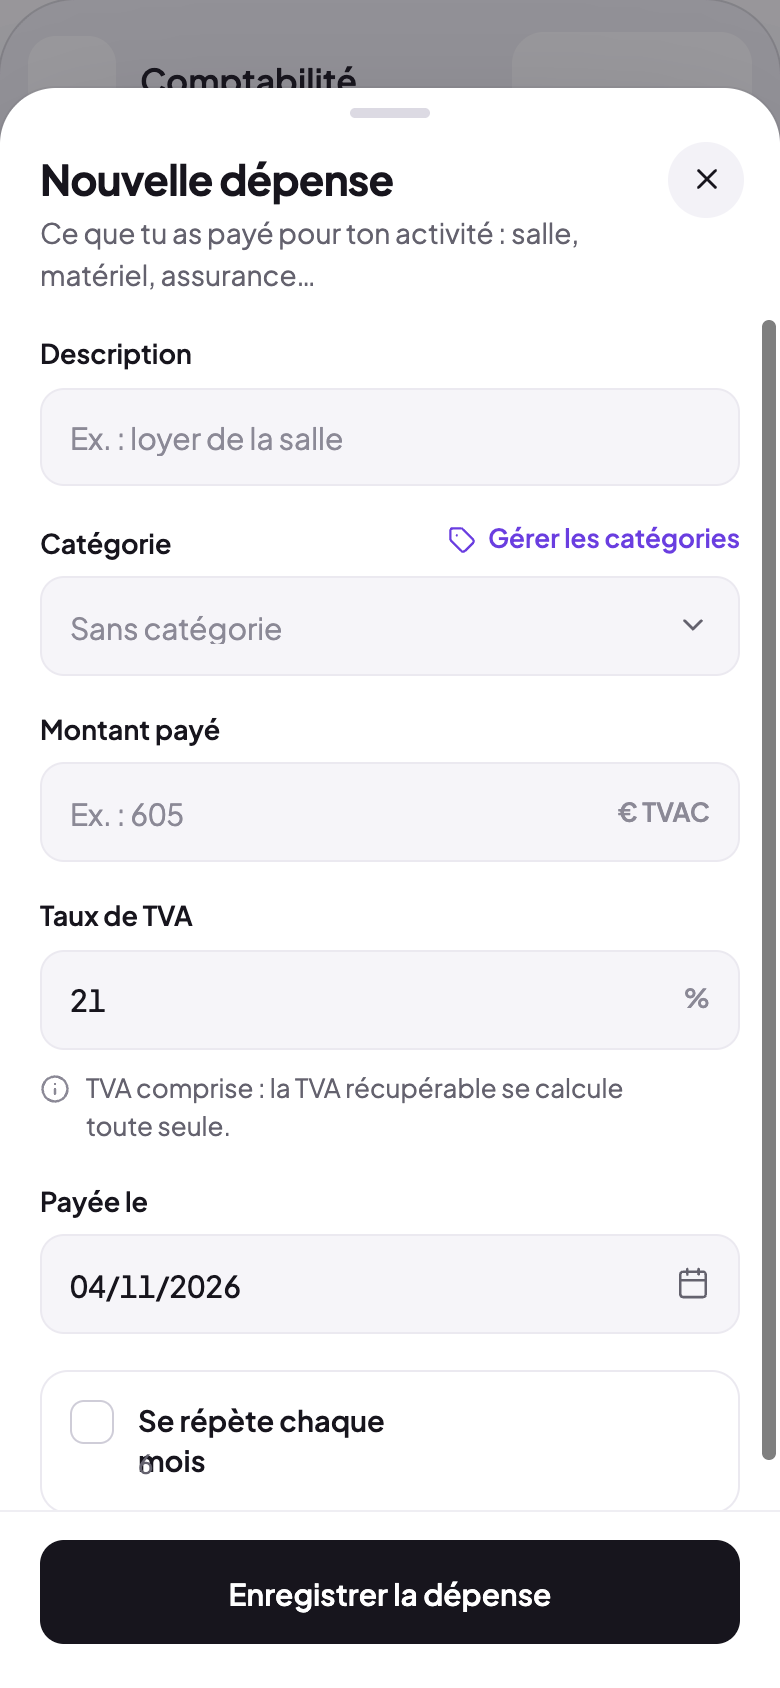 Comptabilité
Nouvelle dépense
Ce que tu as payé pour ton activité : salle,
matériel, assurance…
Description
Ex. : loyer de la salle
Catégorie
Gérer les catégories
Sans catégorie
Montant payé
Ex. : 605
€ TVAC
Taux de TVA
21
%
TVA comprise : la TVA récupérable se calcule
toute seule.
Payée le
04/11/2026
Se répète chaque
mois
Enregistrer la dépense